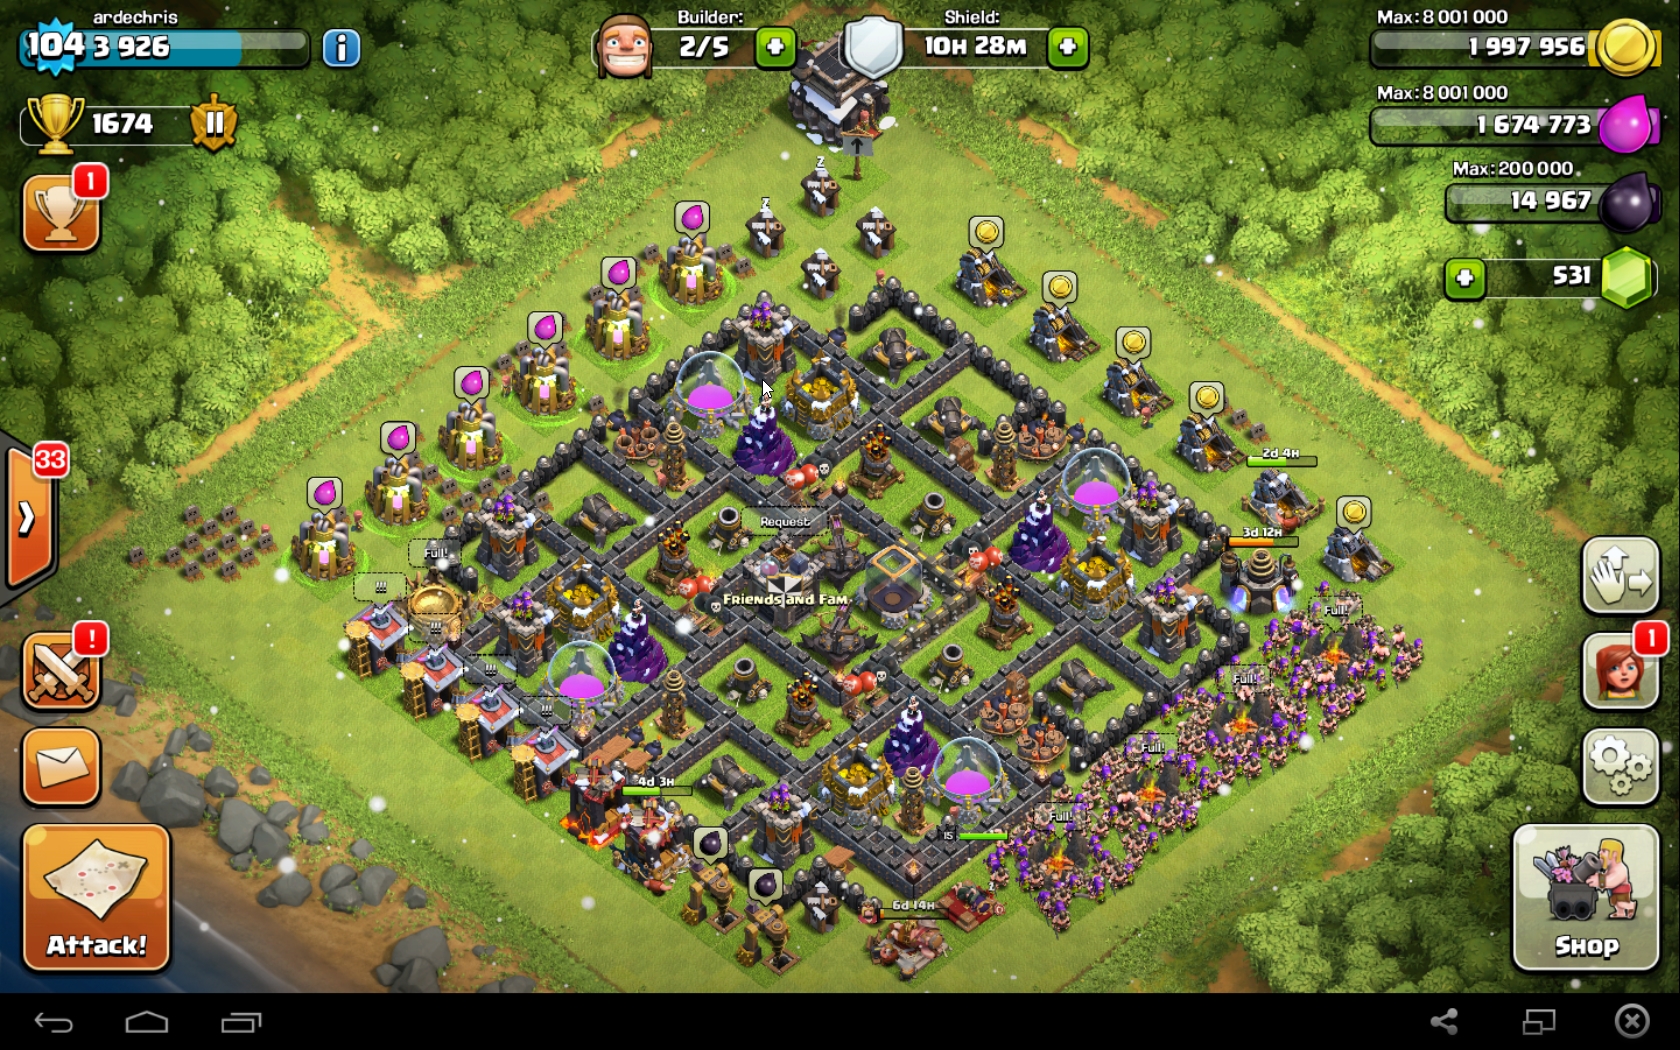 ardechris
104 3 926
Builder:
2/5
Shield:
10H 28M
Max: 8 001 000
1 997 956
Max: 8 001 000
1 674 773
Max: 200 000
14 967
531
1674
II
1
z
z
33
2d 4H
3d 12H
Request
Full!
Friends and Fam.
!!!
!!!
!!!
!!!
Full!
Full!
Full!
Full!
4d 3H
15
6d 14H
z
!
1
Attack!
Shop